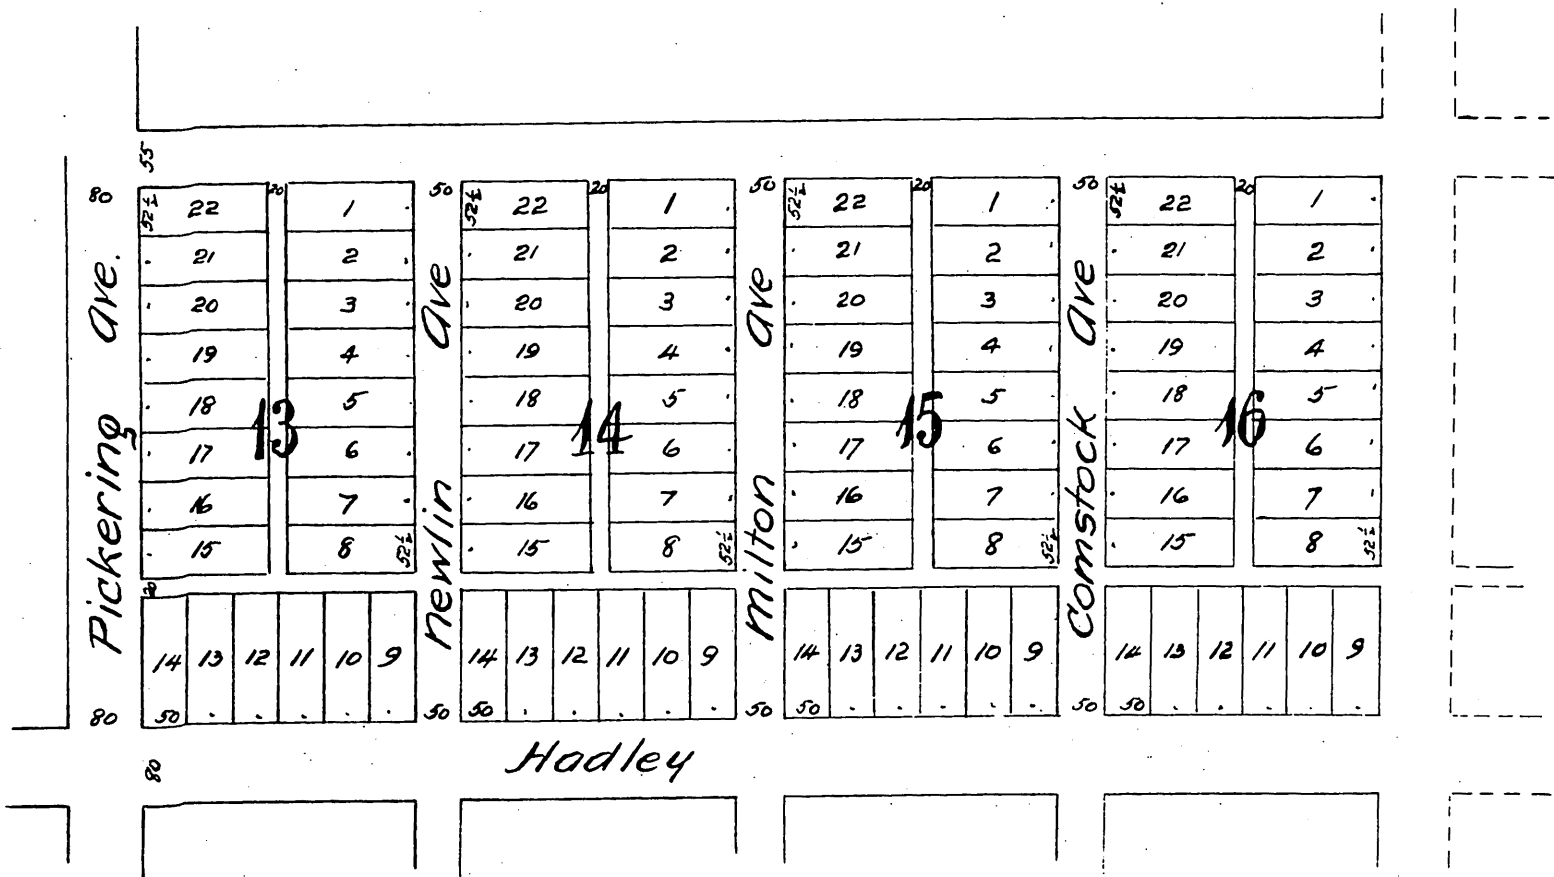 55
80 20 50 20 50 20 50 20
52½ 22 1 52½ 22 1 52½ 22 1 52½ 22 1
21 2 21 2 21 2 21 2
20 3 20 3 20 3 20 3
19 4 19 4 19 4 19 4
18 5 18 5 18 5 18 5
13 14 15 16
17 6 17 6 17 6 17 6
16 7 16 7 16 7 16 7
15 8 52½ 15 8 52½ 15 8 52½ 15 8 52½
Pickering Ave.
Newlin Ave
Milton Ave
Comstock Ave
20
14 13 12 11 10 9 14 13 12 11 10 9 14 13 12 11 10 9 14 13 12 11 10 9
80 50 50 50 50 50 50 50
Hadley
80